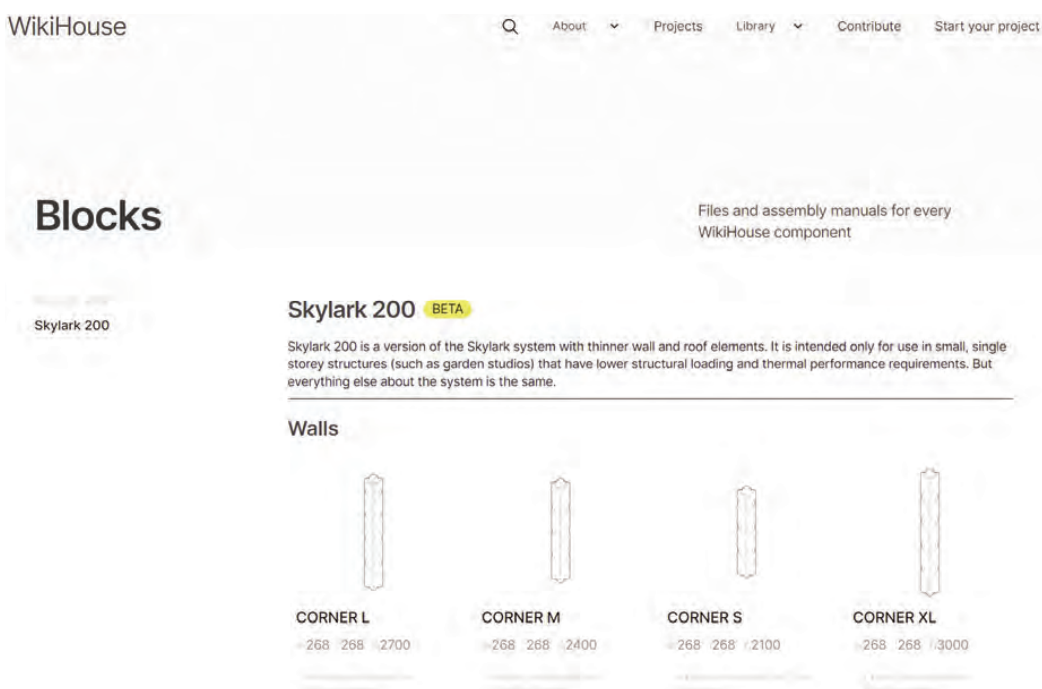 WikiHouse
About
Projects
Library
Contribute
Start your project
Blocks
Files and assembly manuals for every
WikiHouse component
Skylark 200
Skylark 200 BETA
Skylark 200 is a version of the Skylark system with thinner wall and roof elements. It is intended only for use in small, single
storey structures (such as garden studios) that have lower structural loading and thermal performance requirements. But
everything else about the system is the same.
Walls
CORNER L
268 268 2700
CORNER M
268 268 2400
CORNER S
268 268 2100
CORNER XL
268 268 3000